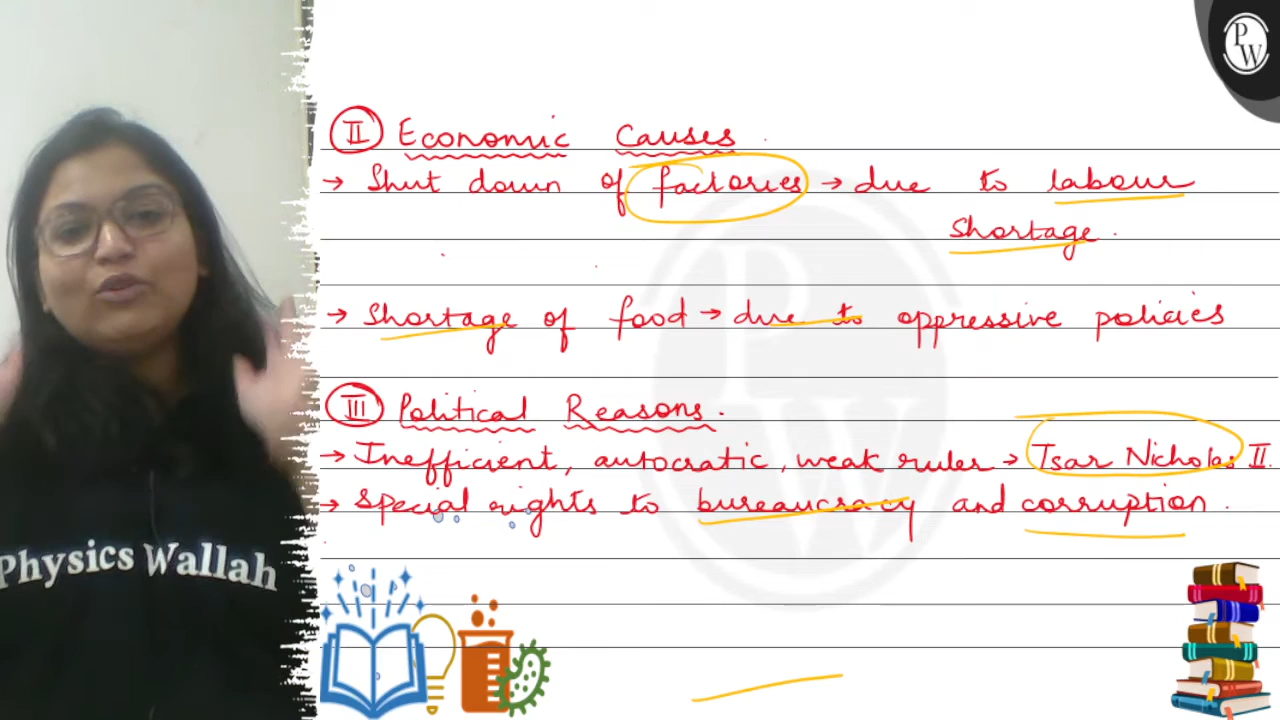 PW
II Economic Causes.
→ Shut down of factories → due to labour
shortage.
→ Shortage of food → due to oppressive policies
III Political Reasons.
→ Inefficient, autocratic, weak ruler → Tsar Nicholas II.
→ Special rights to bureaucracy and corruption.
Physics Wallah
PW